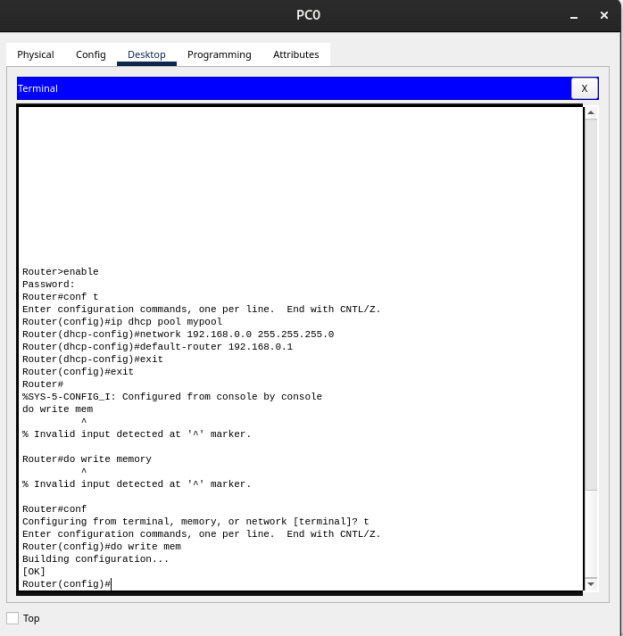 PC0
Physical Config Desktop Programming Attributes
Terminal X
Router>enable
Password:
Router#conf t
Enter configuration commands, one per line.  End with CNTL/Z.
Router(config)#ip dhcp pool mypool
Router(dhcp-config)#network 192.168.0.0 255.255.255.0
Router(dhcp-config)#default-router 192.168.0.1
Router(dhcp-config)#exit
Router(config)#exit
Router#
%SYS-5-CONFIG_I: Configured from console by console
do write mem
^
% Invalid input detected at '^' marker.
Router#do write memory
^
% Invalid input detected at '^' marker.
Router#conf
Configuring from terminal, memory, or network [terminal]? t
Enter configuration commands, one per line.  End with CNTL/Z.
Router(config)#do write mem
Building configuration...
[OK]
Router(config)#
Top